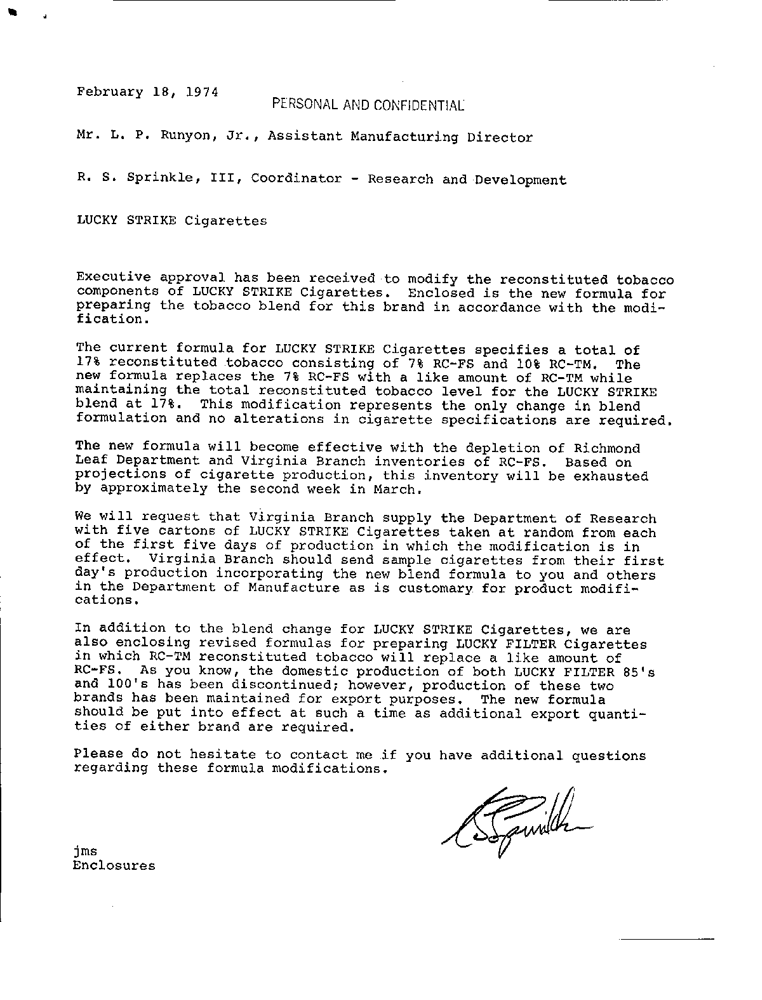 February 18, 1974
PERSONAL AND CONFIDENTIAL
Mr. L. P. Runyon, Jr., Assistant Manufacturing Director
R. S. Sprinkle, III, Coordinator - Research and Development
LUCKY STRIKE Cigarettes
Executive approval has been received to modify the reconstituted tobacco
components of LUCKY STRIKE Cigarettes. Enclosed is the new formula for
preparing the tobacco blend for this brand in accordance with the modi-
fication.
The current formula for LUCKY STRIKE Cigarettes specifies a total of
17% reconstituted tobacco consisting of 7% RC-FS and 10% RC-TM. The
new formula replaces the 7% RC-FS with a like amount of RC-TM while
maintaining the total reconstituted tobacco level for the LUCKY STRIKE
blend at 17%. This modification represents the only change in blend
formulation and no alterations in cigarette specifications are required.
The new formula will become effective with the depletion of Richmond
Leaf Department and Virginia Branch inventories of RC-FS. Based on
projections of cigarette production, this inventory will be exhausted
by approximately the second week in March.
We will request that Virginia Branch supply the Department of Research
with five cartons of LUCKY STRIKE Cigarettes taken at random from each
of the first five days of production in which the modification is in
effect. Virginia Branch should send sample cigarettes from their first
day's production incorporating the new blend formula to you and others
in the Department of Manufacture as is customary for product modifi-
cations.
In addition to the blend change for LUCKY STRIKE Cigarettes, we are
also enclosing revised formulas for preparing LUCKY FILTER Cigarettes
in which RC-TM reconstituted tobacco will replace a like amount of
RC-FS. As you know, the domestic production of both LUCKY FILTER 85's
and 100's has been discontinued; however, production of these two
brands has been maintained for export purposes. The new formula
should be put into effect at such a time as additional export quanti-
ties of either brand are required.
Please do not hesitate to contact me if you have additional questions
regarding these formula modifications.
RSSprinkle
jms
Enclosures